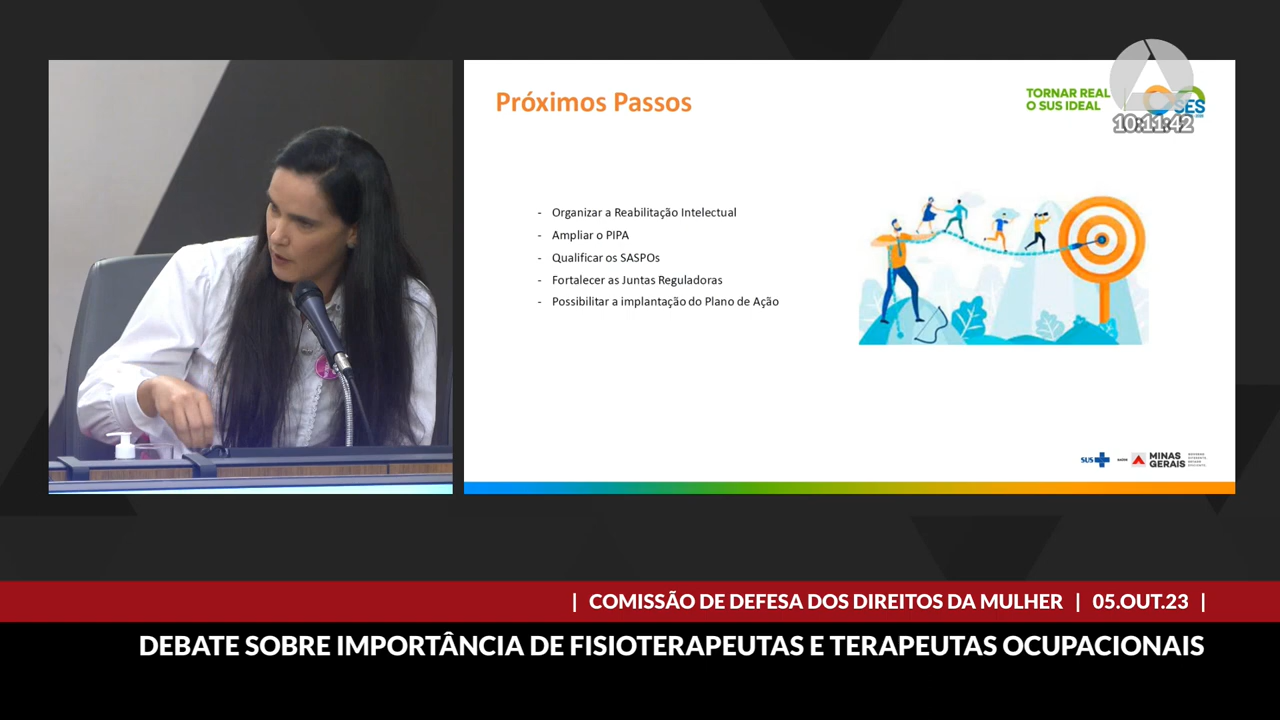 Próximos Passos
TORNAR REAL
O SUS IDEAL
SES
10:11:42
- Organizar a Reabilitação Intelectual
- Ampliar o PIPA
- Qualificar os SASPOs
- Fortalecer as Juntas Reguladoras
- Possibilitar a implantação do Plano de Ação
SUS
MINAS
GERAIS
| COMISSÃO DE DEFESA DOS DIREITOS DA MULHER | 05.OUT.23 |
DEBATE SOBRE IMPORTÂNCIA DE FISIOTERAPEUTAS E TERAPEUTAS OCUPACIONAIS